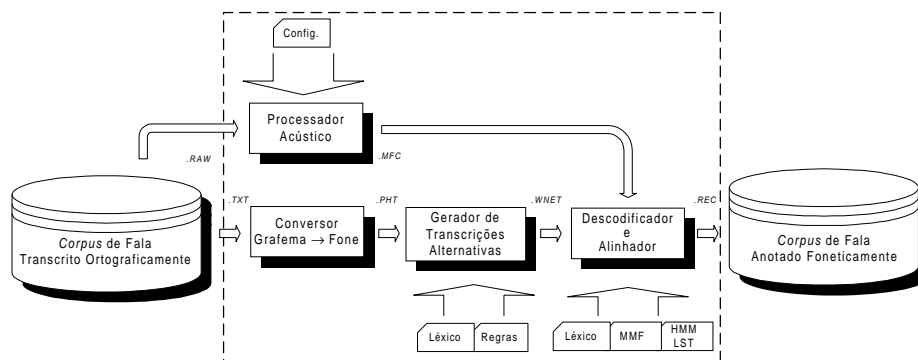 Config.
Processador
Acústico
.RAW
.MFC
Corpus de Fala
Transcrito Ortograficamente
.TXT
Conversor
Grafema → Fone
.PHT
Gerador de
Transcrições
Alternativas
.WNET
Descodificador
e
Alinhador
.REC
Corpus de Fala
Anotado Foneticamente
Léxico
Regras
Léxico
MMF
HMM
LST